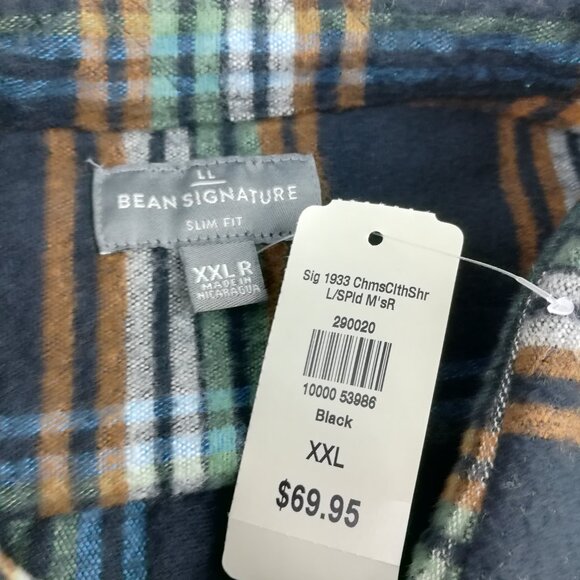 LL
BEAN SIGNATURE
SLIM FIT
XXL R
MADE IN
NICARAGUA
Sig 1933 ChmsClthShr
L/SPld M'sR
290020
10000 53986
Black
XXL
$69.95